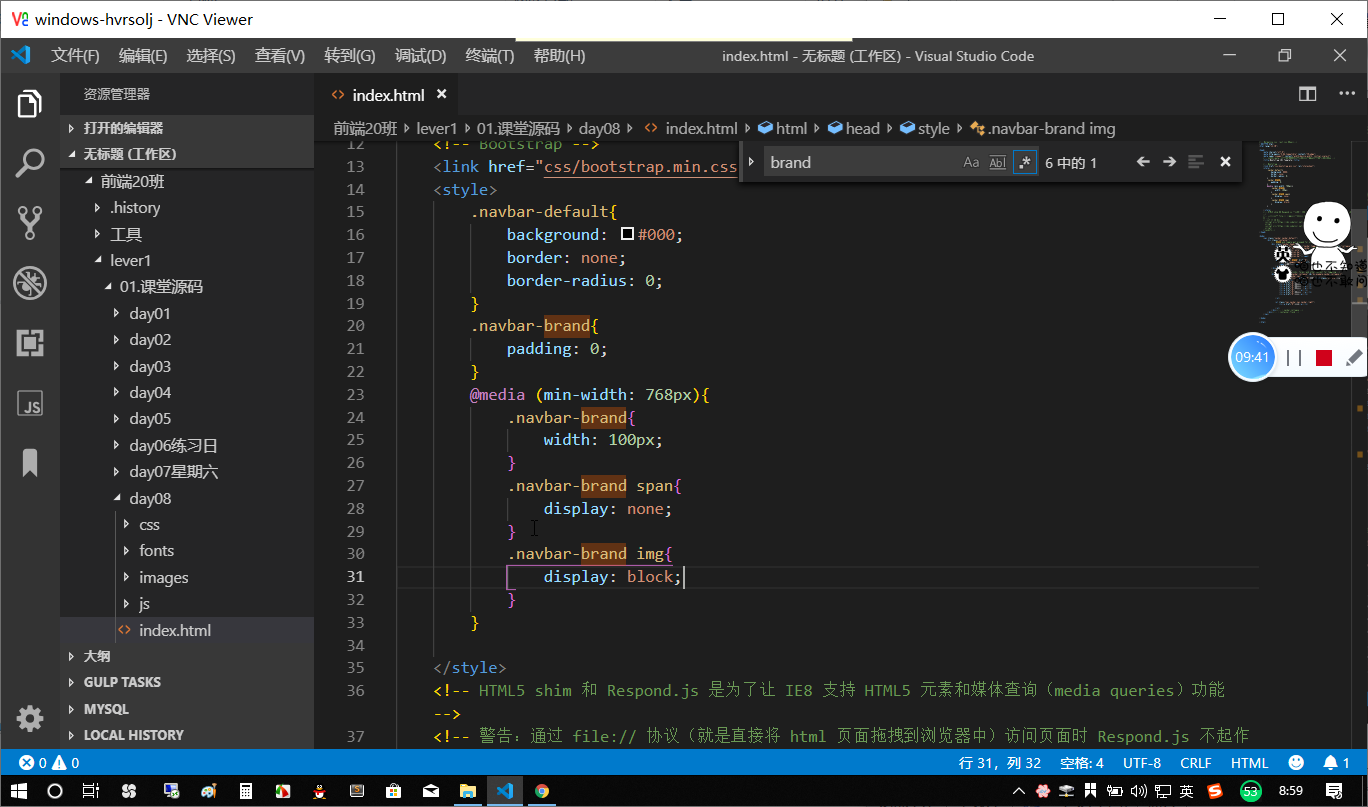 windows-hvrsolj - VNC Viewer
文件(F) 编辑(E) 选择(S) 查看(V) 转到(G) 调试(D) 终端(T) 帮助(H) index.html - 无标题 (工作区) - Visual Studio Code
资源管理器
index.html
打开的编辑器
前端20班 lever1 01.课堂源码 day08 index.html html head style .navbar-brand img
无标题 (工作区)
前端20班
.history
工具
lever1
01.课堂源码
day01
day02
day03
day04
day05
day06练习日
day07星期六
day08
css
fonts
images
js
index.html
大纲
GULP TASKS
MYSQL
LOCAL HISTORY
brand Aa Abl .* 6 中的 1
12 <!-- Bootstrap -->
13 <link href="css/bootstrap.min.css
14 <style>
15 .navbar-default{
16 background: #000;
17 border: none;
18 border-radius: 0;
19 }
20 .navbar-brand{
21 padding: 0;
22 }
23 @media (min-width: 768px){
24 .navbar-brand{
25 width: 100px;
26 }
27 .navbar-brand span{
28 display: none;
29 }
30 .navbar-brand img{
31 display: block;
32 }
33 }
34
35 </style>
36 <!-- HTML5 shim 和 Respond.js 是为了让 IE8 支持 HTML5 元素和媒体查询（media queries）功能
-->
37 <!-- 警告：通过 file:// 协议（就是直接将 html 页面拖拽到浏览器中）访问页面时 Respond.js 不起作
英
09:41
0 0 行 31，列 32 空格: 4 UTF-8 CRLF HTML 1
英 53 8:59